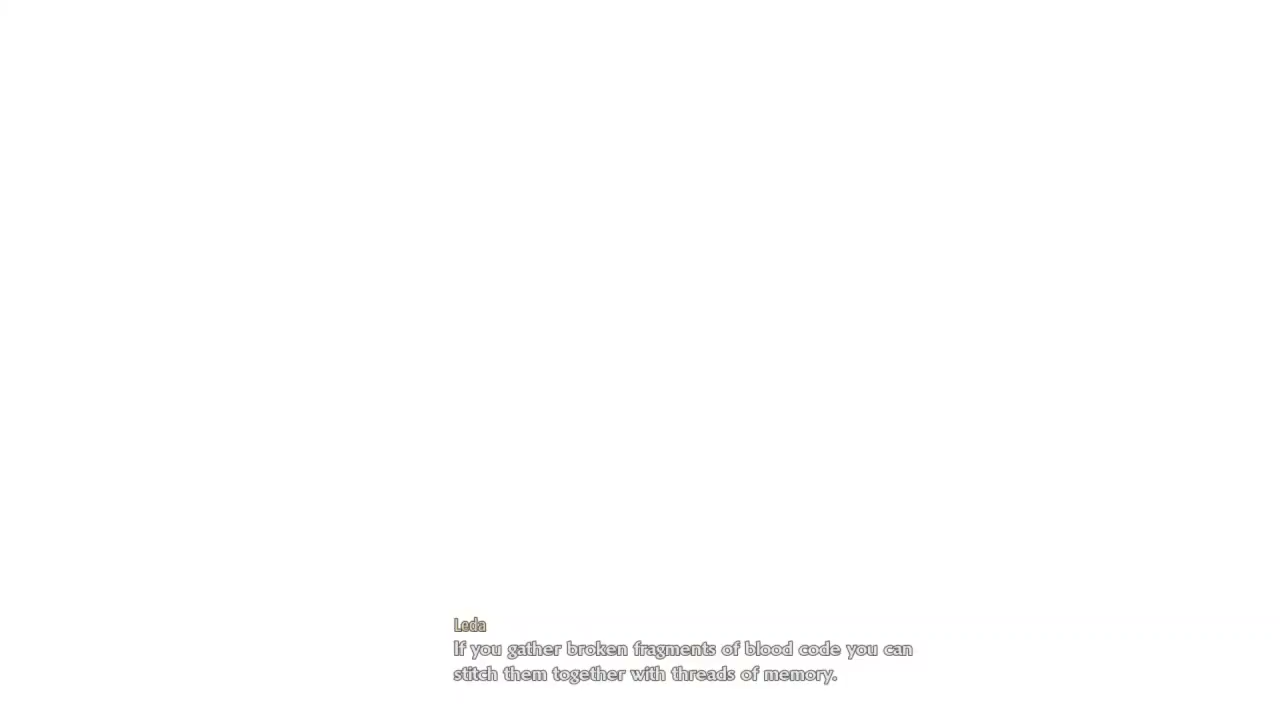 Leda
If you gather broken fragments of blood code you can
stitch them together with threads of memory.